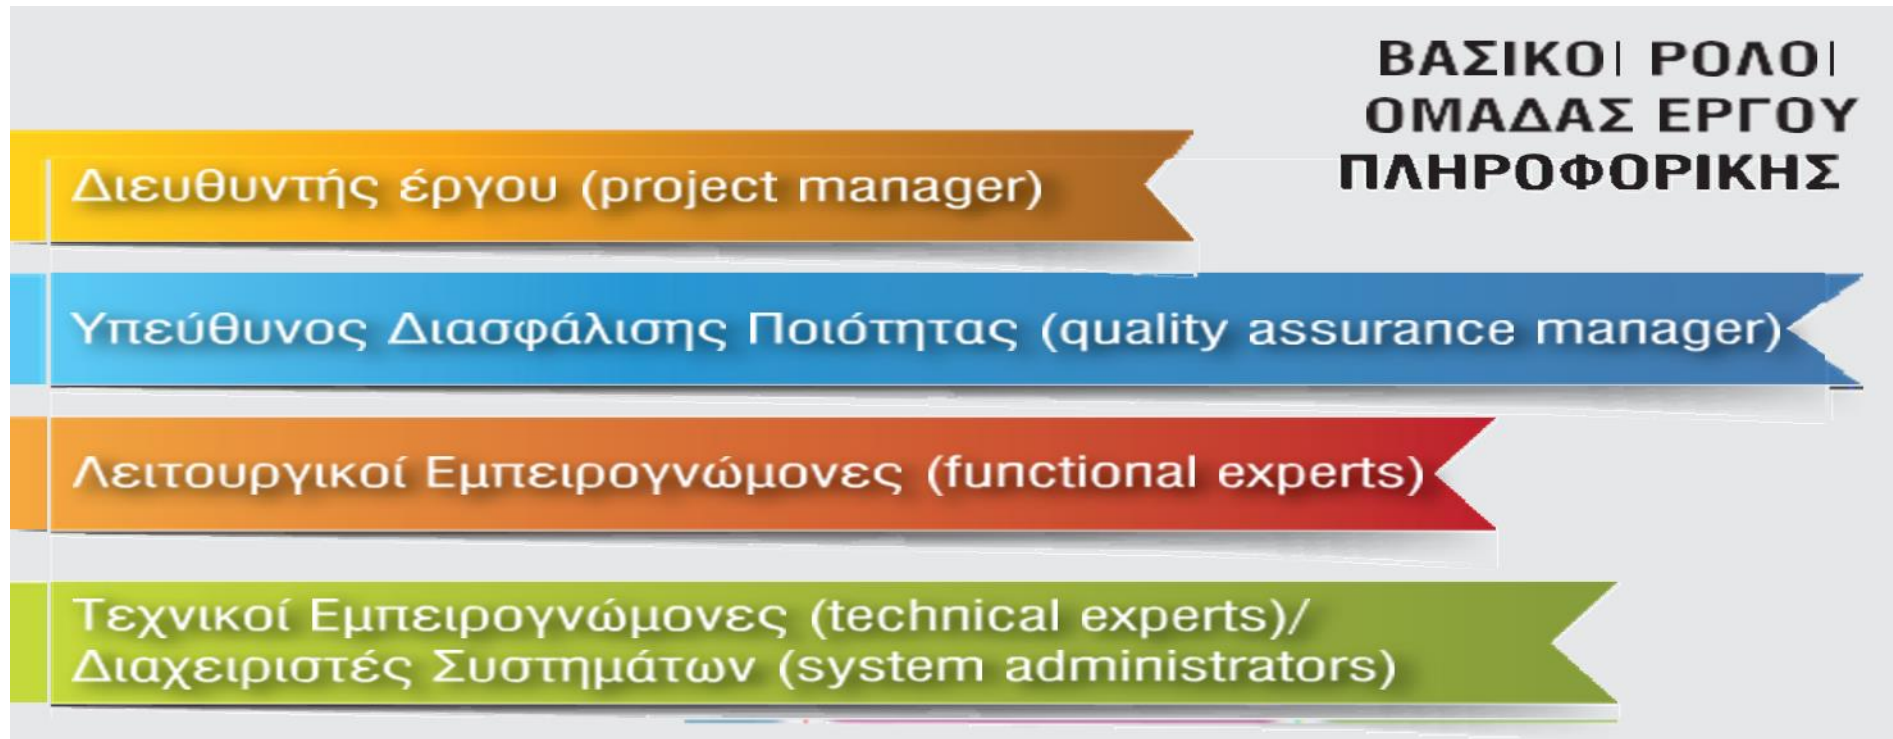 ΒΑΣΙΚΟΙ ΡΟΛΟΙ
ΟΜΑΔΑΣ ΕΡΓΟΥ
ΠΛΗΡΟΦΟΡΙΚΗΣ
Διευθυντής έργου (project manager)
Υπεύθυνος Διασφάλισης Ποιότητας (quality assurance manager)
Λειτουργικοί Εμπειρογνώμονες (functional experts)
Τεχνικοί Εμπειρογνώμονες (technical experts)/
Διαχειριστές Συστημάτων (system administrators)